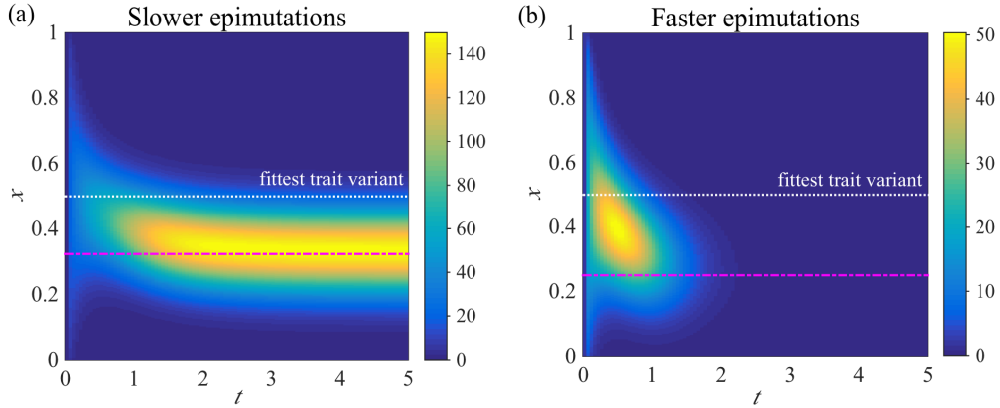 (a) Slower epimutations
1
0.8
0.6
0.4
0.2
0
x
fittest trait variant
0 1 2 3 4 5
t
140
120
100
80
60
40
20
0
(b) Faster epimutations
1
0.8
0.6
0.4
0.2
0
x
fittest trait variant
0 1 2 3 4 5
t
50
40
30
20
10
0